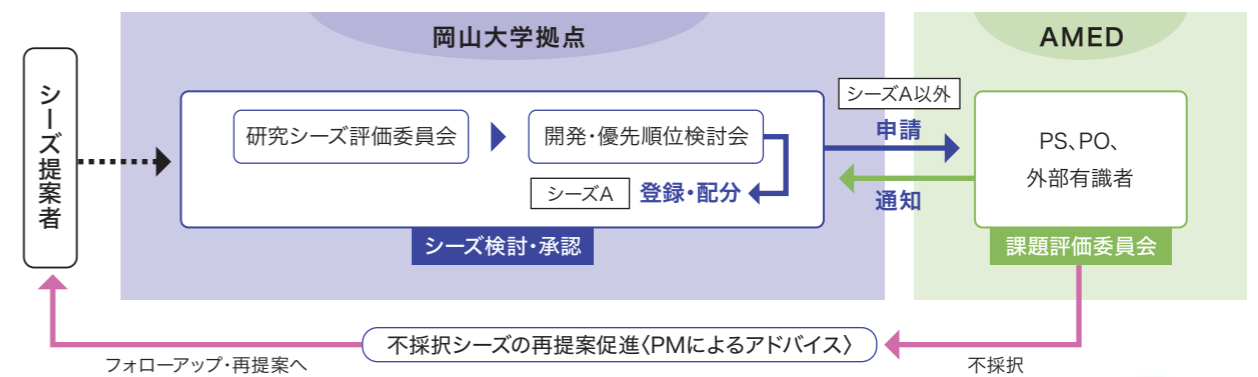 岡山大学拠点
AMED
シーズ提案者
研究シーズ評価委員会
開発・優先順位検討会
シーズA
登録・配分
シーズ検討・承認
シーズA以外
申請
通知
PS、PO、
外部有識者
課題評価委員会
不採択シーズの再提案促進〈PMによるアドバイス〉
フォローアップ・再提案へ
不採択